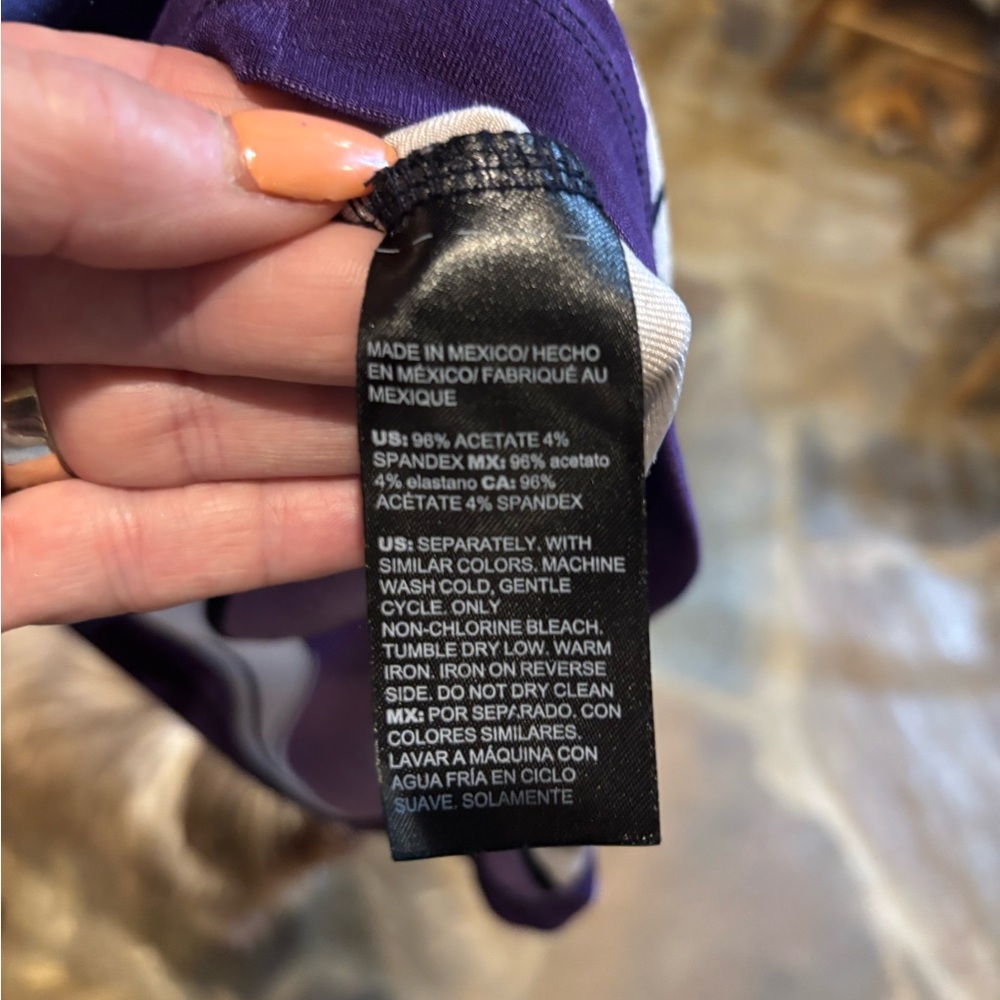 MADE IN MEXICO/ HECHO
EN MÉXICO/ FABRIQUÉ AU
MEXIQUE
US: 96% ACETATE 4%
SPANDEX MX: 96% acetato
4% elastano CA: 96%
ACÉTATE 4% SPANDEX
US: SEPARATELY. WITH
SIMILAR COLORS. MACHINE
WASH COLD, GENTLE
CYCLE. ONLY
NON-CHLORINE BLEACH.
TUMBLE DRY LOW. WARM
IRON. IRON ON REVERSE
SIDE. DO NOT DRY CLEAN
MX: POR SEPARADO. CON
COLORES SIMILARES.
LAVAR A MÁQUINA CON
AGUA FRÍA EN CICLO
SUAVE. SOLAMENTE